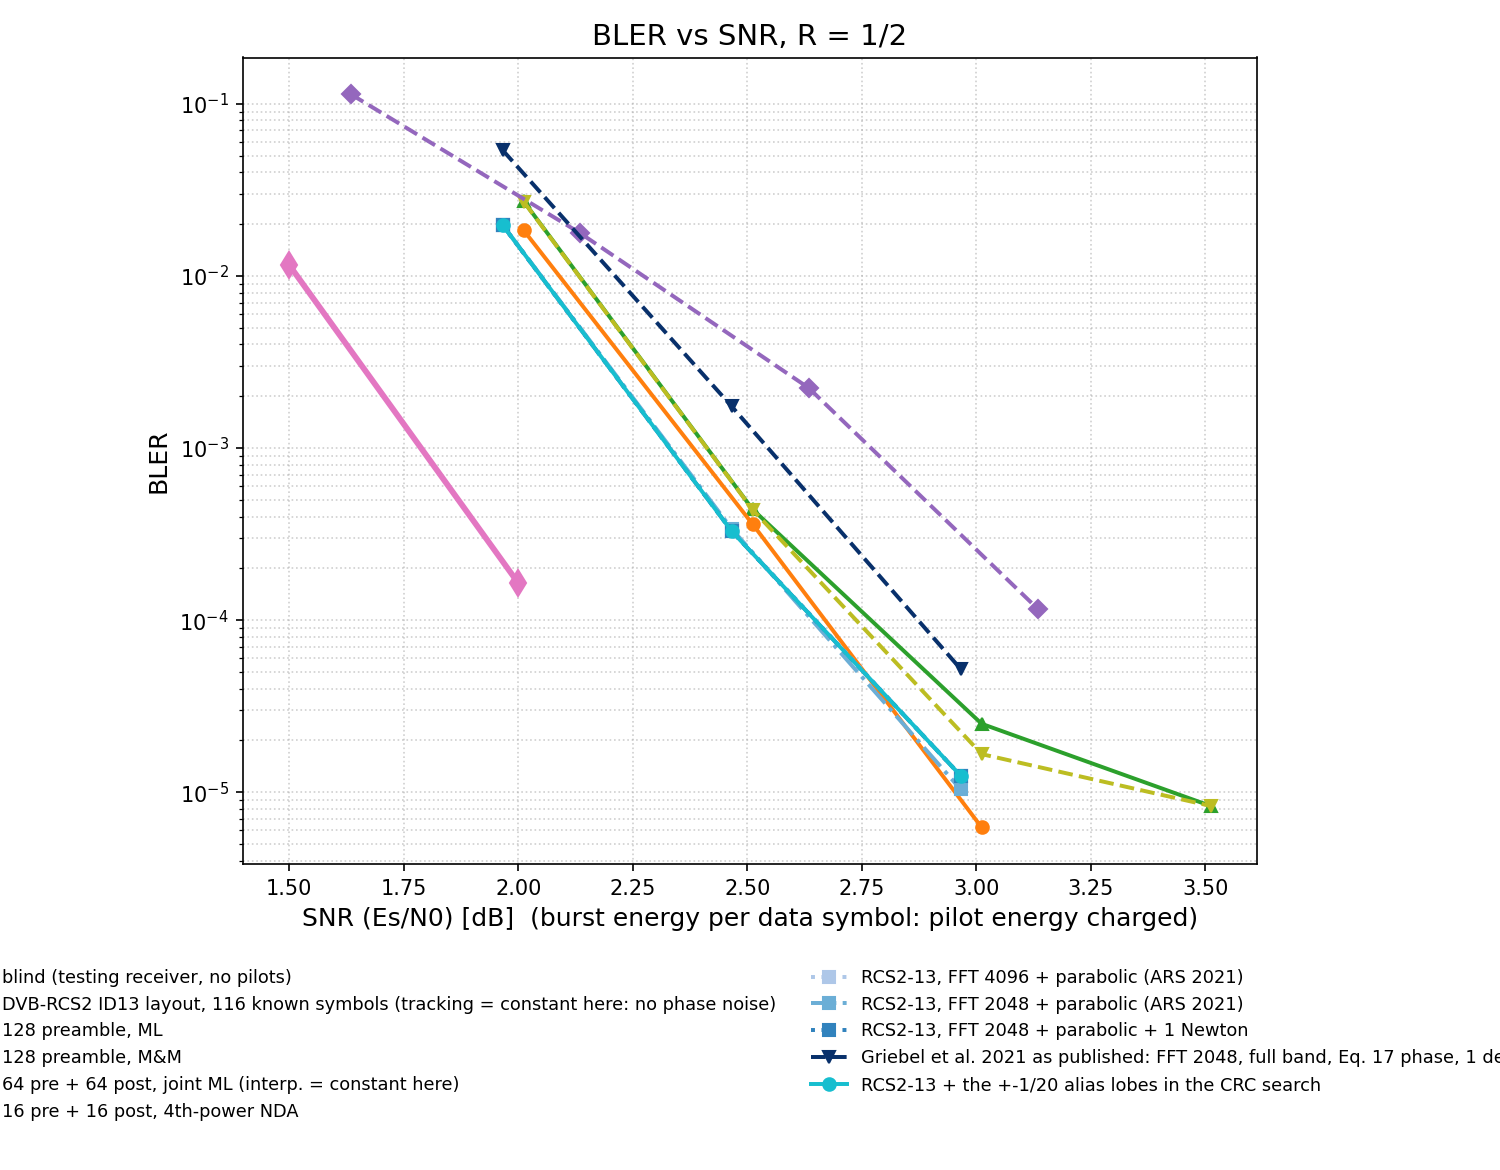 BLER vs SNR, R = 1/2
10⁻¹
10⁻²
10⁻³
10⁻⁴
10⁻⁵
BLER
1.50 1.75 2.00 2.25 2.50 2.75 3.00 3.25 3.50
SNR (Es/N0) [dB] (burst energy per data symbol: pilot energy charged)
blind (testing receiver, no pilots)
DVB-RCS2 ID13 layout, 116 known symbols (tracking = constant here: no phase noise)
128 preamble, ML
128 preamble, M&M
64 pre + 64 post, joint ML (interp. = constant here)
16 pre + 16 post, 4th-power NDA
RCS2-13, FFT 4096 + parabolic (ARS 2021)
RCS2-13, FFT 2048 + parabolic (ARS 2021)
RCS2-13, FFT 2048 + parabolic + 1 Newton
Griebel et al. 2021 as published: FFT 2048, full band, Eq. 17 phase, 1
RCS2-13 + the +-1/20 alias lobes in the CRC search